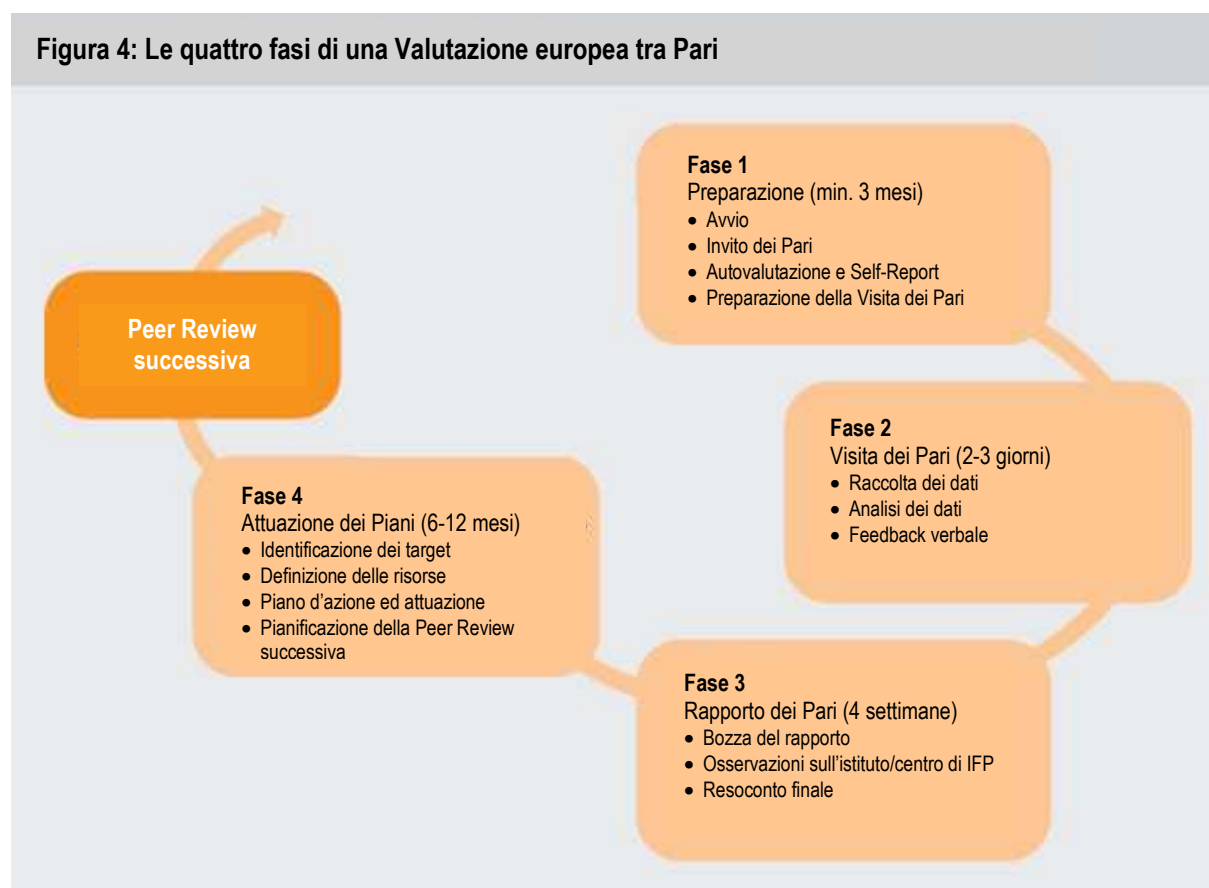 Figura 4: Le quattro fasi di una Valutazione europea tra Pari
Fase 1
Preparazione (min. 3 mesi)
• Avvio
• Invito dei Pari
• Autovalutazione e Self-Report
• Preparazione della Visita dei Pari
Fase 2
Visita dei Pari (2-3 giorni)
• Raccolta dei dati
• Analisi dei dati
• Feedback verbale
Fase 3
Rapporto dei Pari (4 settimane)
• Bozza del rapporto
• Osservazioni sull’istituto/centro di IFP
• Resoconto finale
Fase 4
Attuazione dei Piani (6-12 mesi)
• Identificazione dei target
• Definizione delle risorse
• Piano d’azione ed attuazione
• Pianificazione della Peer Review
successiva
Peer Review
successiva